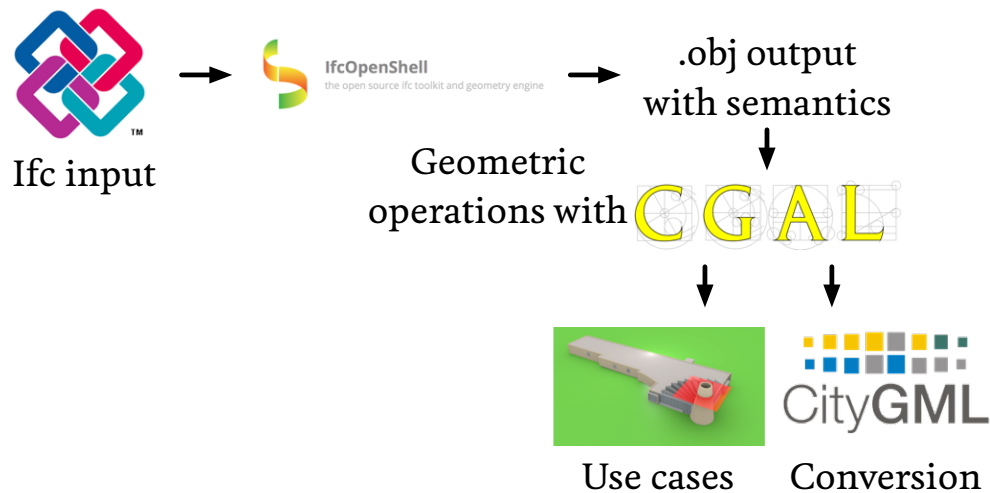 TM
Ifc input
IfcOpenShell
the open source ifc toolkit and geometry engine
.obj output
with semantics
Geometric
operations with
CGAL
Use cases
CityGML
Conversion